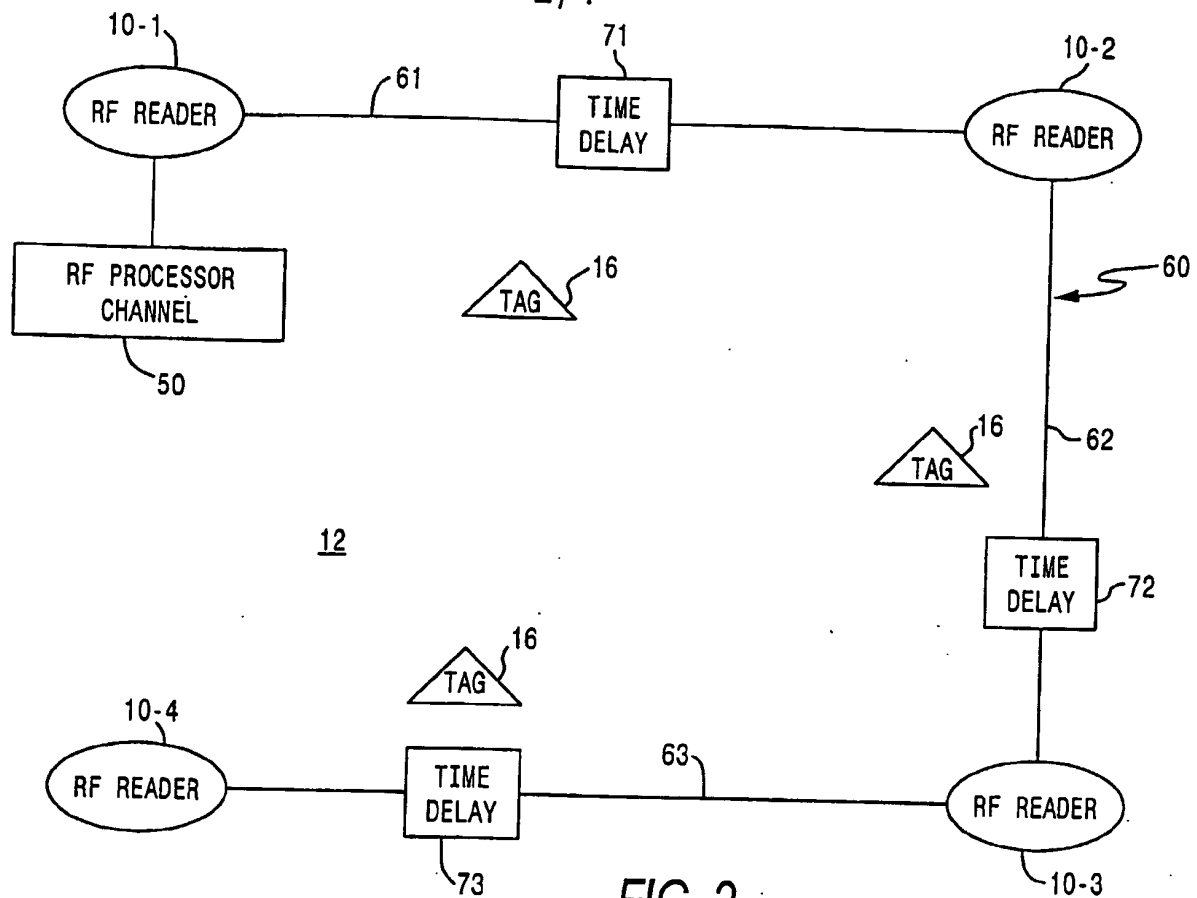 10-1
71
10-2
61
RF READER
TIME
DELAY
RF READER
RF PROCESSOR
CHANNEL
TAG
16
60
50
TAG
16
62
12
TIME
DELAY
72
TAG
16
10-4
63
RF READER
TIME
DELAY
RF READER
73
10-3